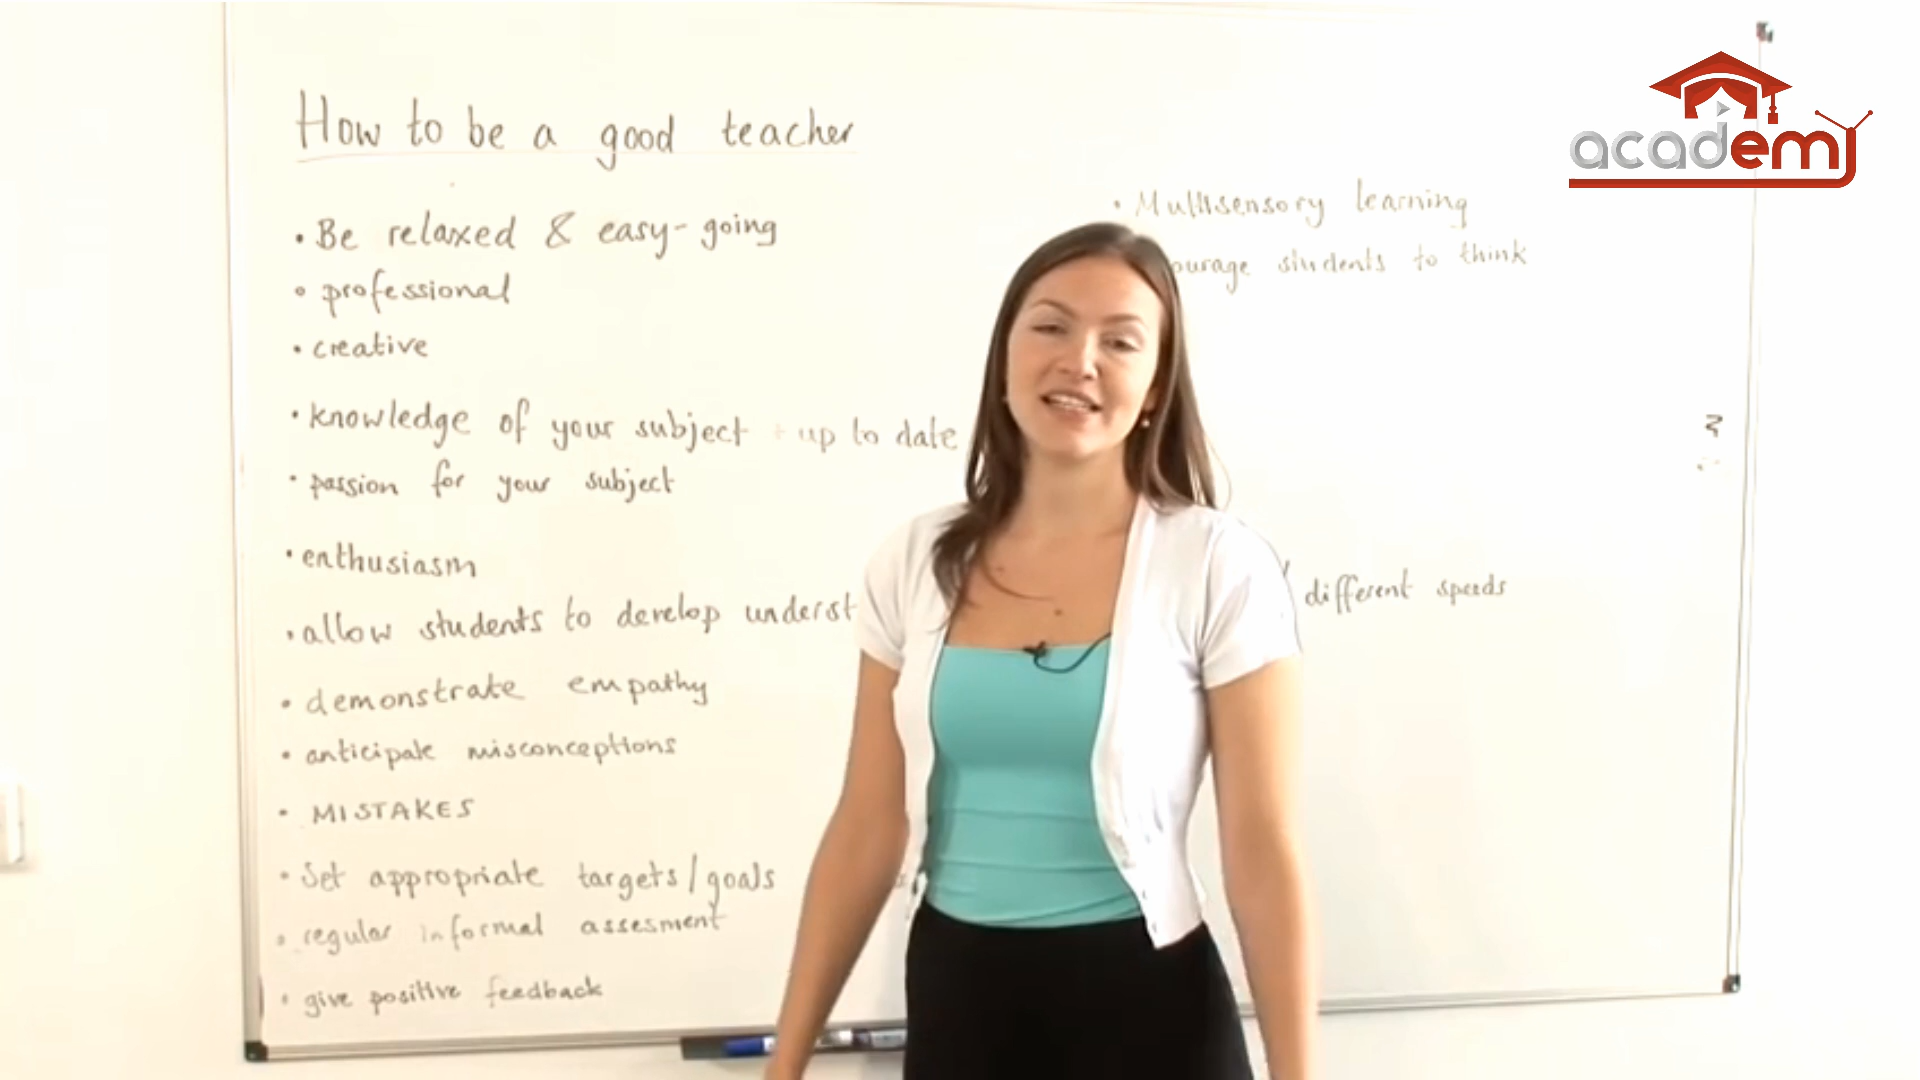 How to be a good teacher
• Be relaxed & easy-going
• professional
• creative
• knowledge of your subject + up to date
• passion for your subject
• enthusiasm
• allow students to develop underst
• demonstrate empathy
• anticipate misconceptions
• MISTAKES
• Set appropriate targets/goals
• regular informal assesment
• give positive feedback
• Multisensory learning
ourage students to think
different speeds
academy